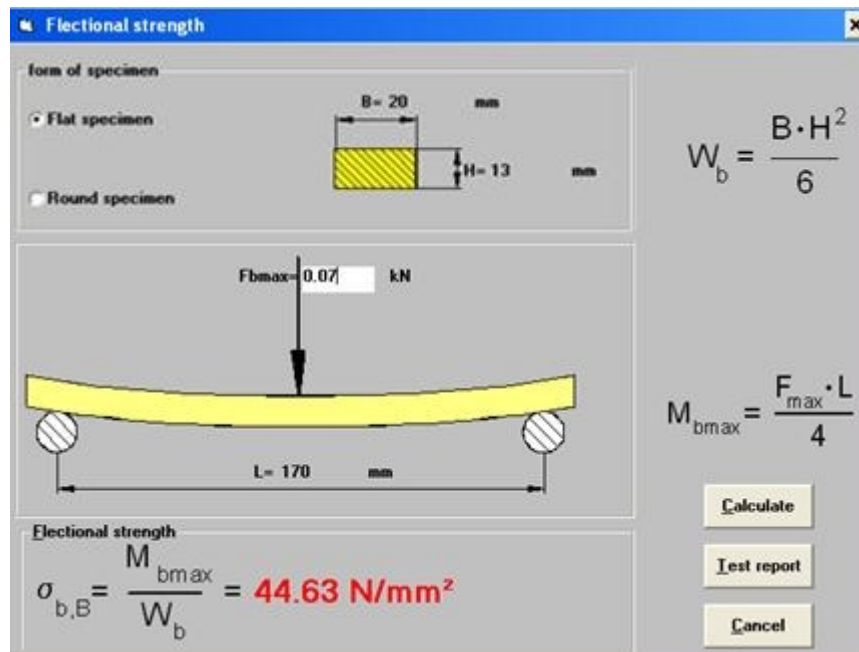 Flectional strength
form of specimen
B= 20 mm
Flat specimen
H= 13 mm
Round specimen
W_b = B·H² / 6
Fbmax= 0.07 kN
L= 170 mm
M_bmax = F_max·L / 4
Calculate
Test report
Cancel
Flectional strength
σ_b,B = M_bmax / W_b = 44.63 N/mm²